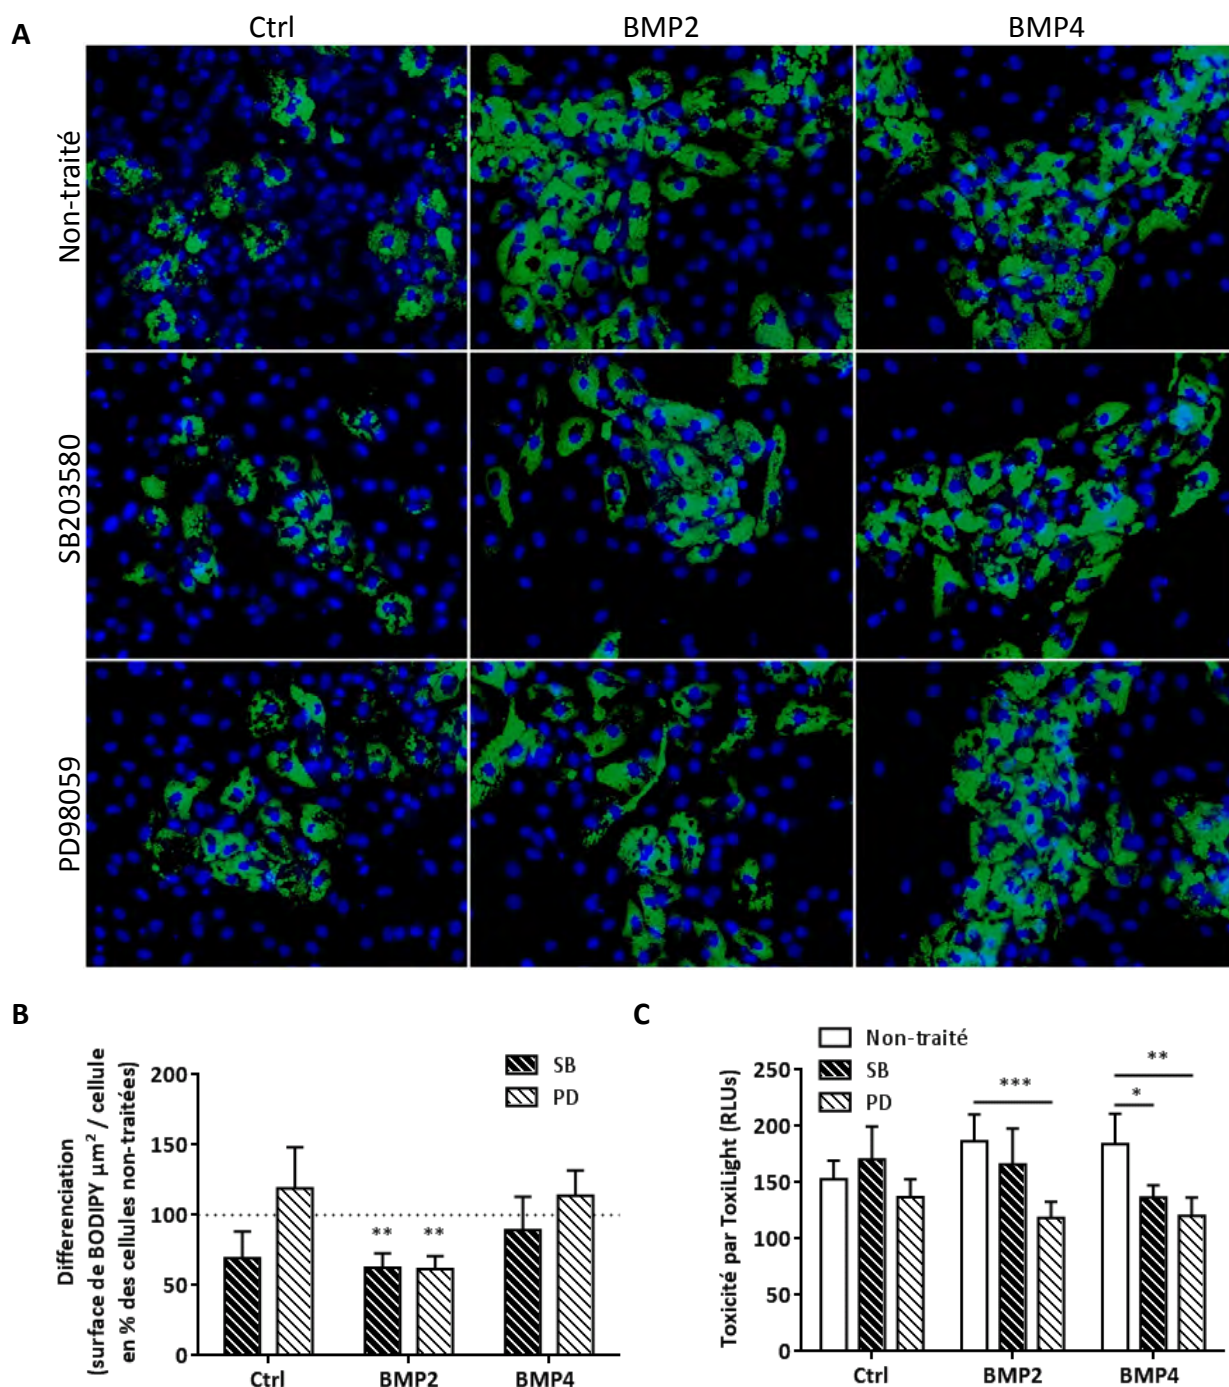 A
Ctrl
BMP2
BMP4
Non-traité
SB203580
PD98059
B
Differenciation
(surface de BODIPY µm² / cellule
en % des cellules non-traitées)
200
150
100
50
0
SB
PD
**
**
Ctrl
BMP2
BMP4
C
Toxicité par ToxiLight (RLUs)
250
200
150
100
50
0
Non-traité
SB
PD
***
**
*
Ctrl
BMP2
BMP4